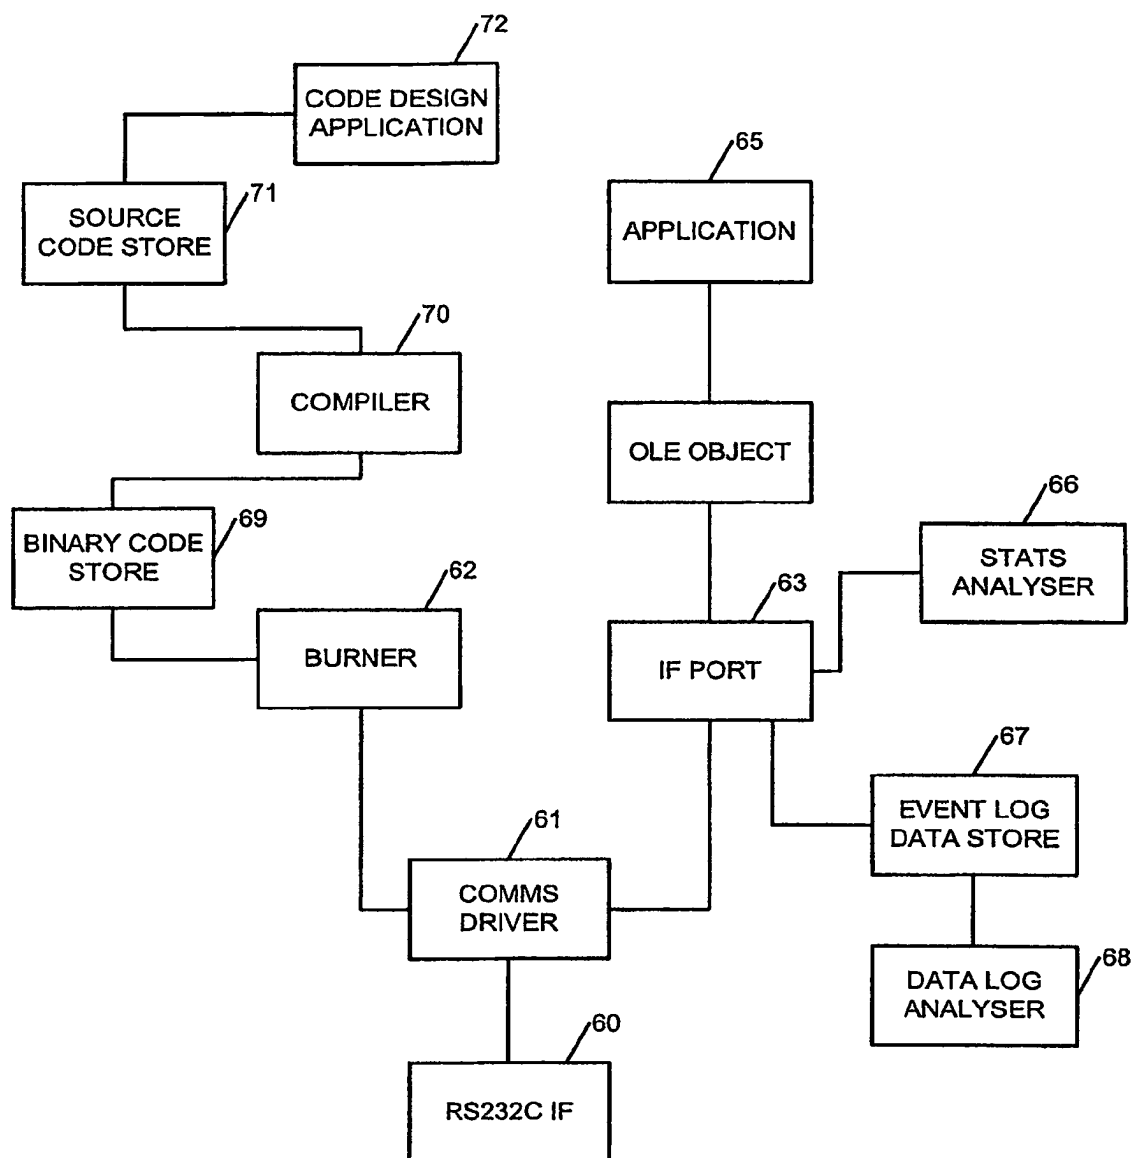 72
CODE DESIGN
APPLICATION
65
71
SOURCE
CODE STORE
APPLICATION
70
COMPILER
OLE OBJECT
66
69
BINARY CODE
STORE
STATS
ANALYSER
62
63
BURNER
IF PORT
67
EVENT LOG
DATA STORE
61
COMMS
DRIVER
68
DATA LOG
ANALYSER
60
RS232C IF